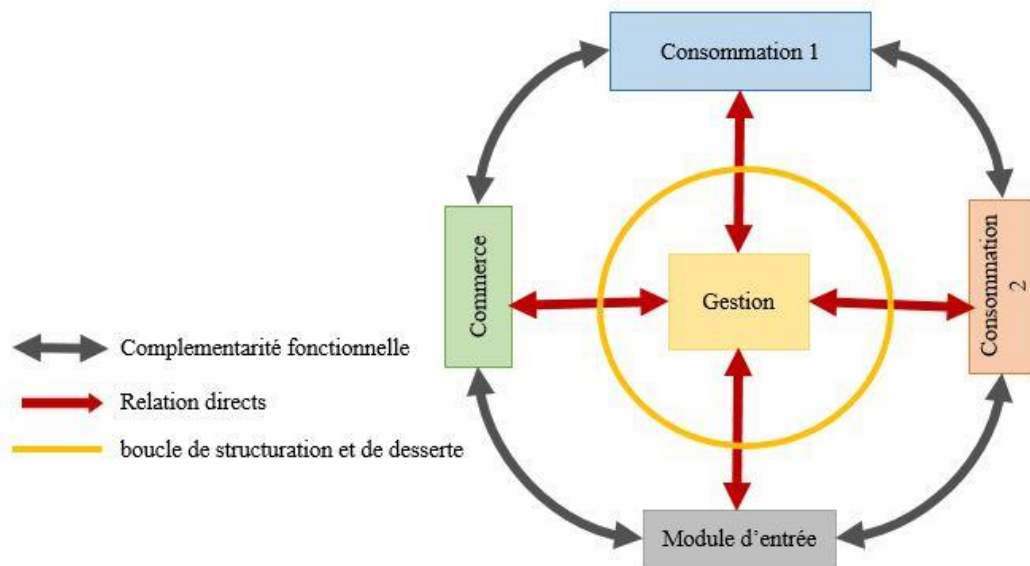 Consommation 1
Commerce
Gestion
Consommation
2
Complementarité fonctionnelle
Relation directs
boucle de structuration et de desserte
Module d'entrée